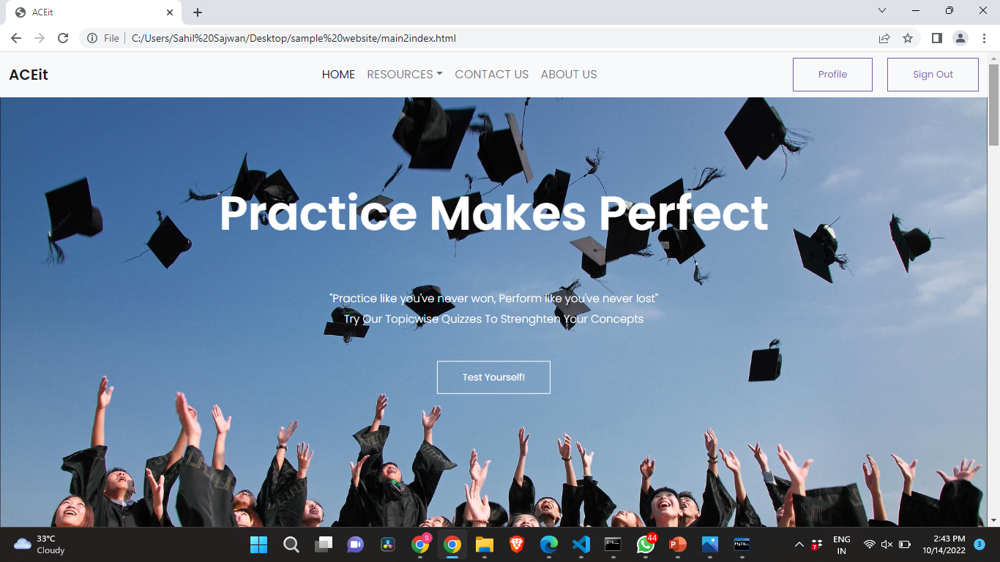 ACEit
File
C:/Users/Sahil%20Sajwan/Desktop/sample%20website/main2index.html
ACEit
HOME RESOURCES CONTACT US ABOUT US
Profile Sign Out
Practice Makes Perfect
"Practice like you've never won, Perform like you've never lost"
Try Our Topicwise Quizzes To Strenghten Your Concepts
Test Yourself!
33°C
Cloudy
S
44
MySQL
7
ENG
IN
2:43 PM
10/14/2022
3